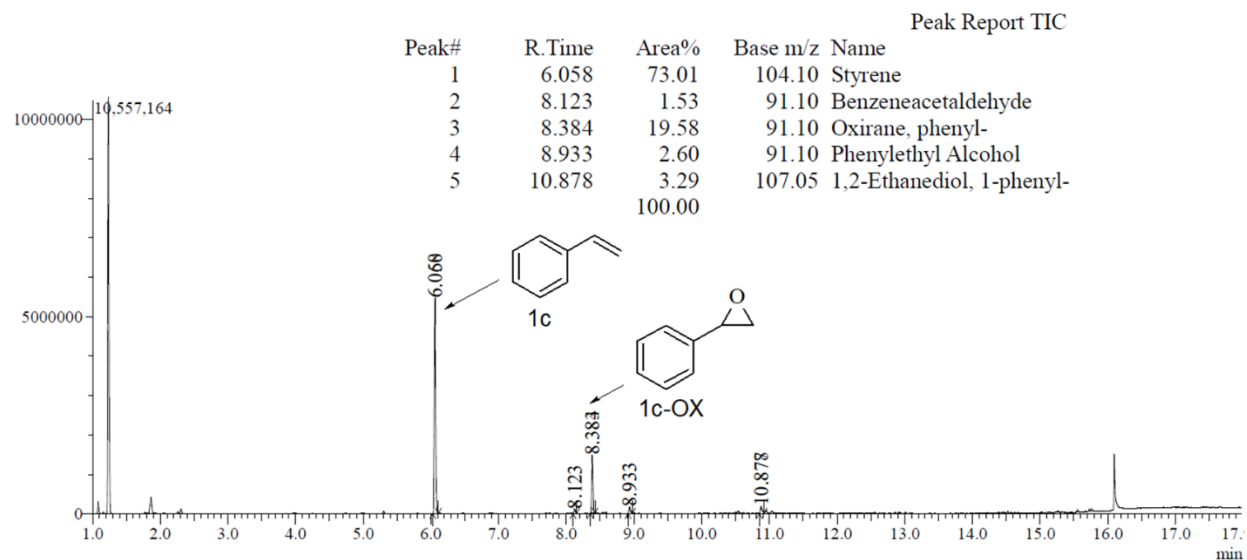 Peak Report TIC
Peak# R.Time Area% Base m/z Name
1 6.058 73.01 104.10 Styrene
2 8.123 1.53 91.10 Benzeneacetaldehyde
3 8.384 19.58 91.10 Oxirane, phenyl-
4 8.933 2.60 91.10 Phenylethyl Alcohol
5 10.878 3.29 107.05 1,2-Ethanediol, 1-phenyl-
100.00
10,557,164
10000000
5000000
0
1c
O
1c-OX
8.123
8.933
10.878
1.0 2.0 3.0 4.0 5.0 6.0 7.0 8.0 9.0 10.0 11.0 12.0 13.0 14.0 15.0 16.0 17.0 17.9
min